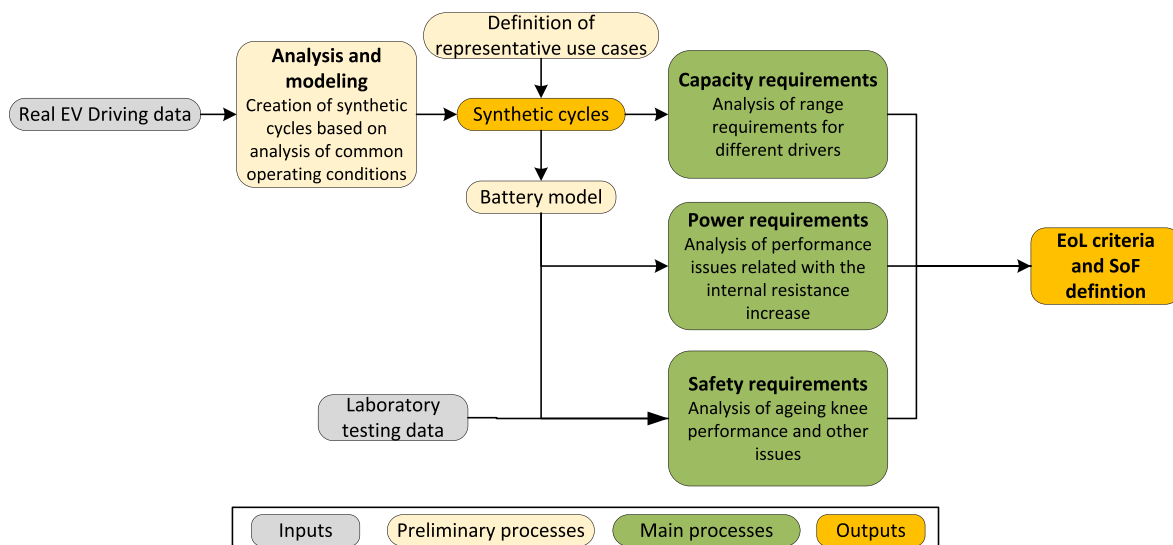 Definition of
representative use cases
Analysis and
modeling
Creation of synthetic
cycles based on
analysis of common
operating conditions
Real EV Driving data
Synthetic cycles
Capacity requirements
Analysis of range
requirements for
different drivers
Battery model
Power requirements
Analysis of performance
issues related with the
internal resistance
increase
EoL criteria
and SoF
defintion
Laboratory
testing data
Safety requirements
Analysis of ageing knee
performance and other
issues
Inputs
Preliminary processes
Main processes
Outputs